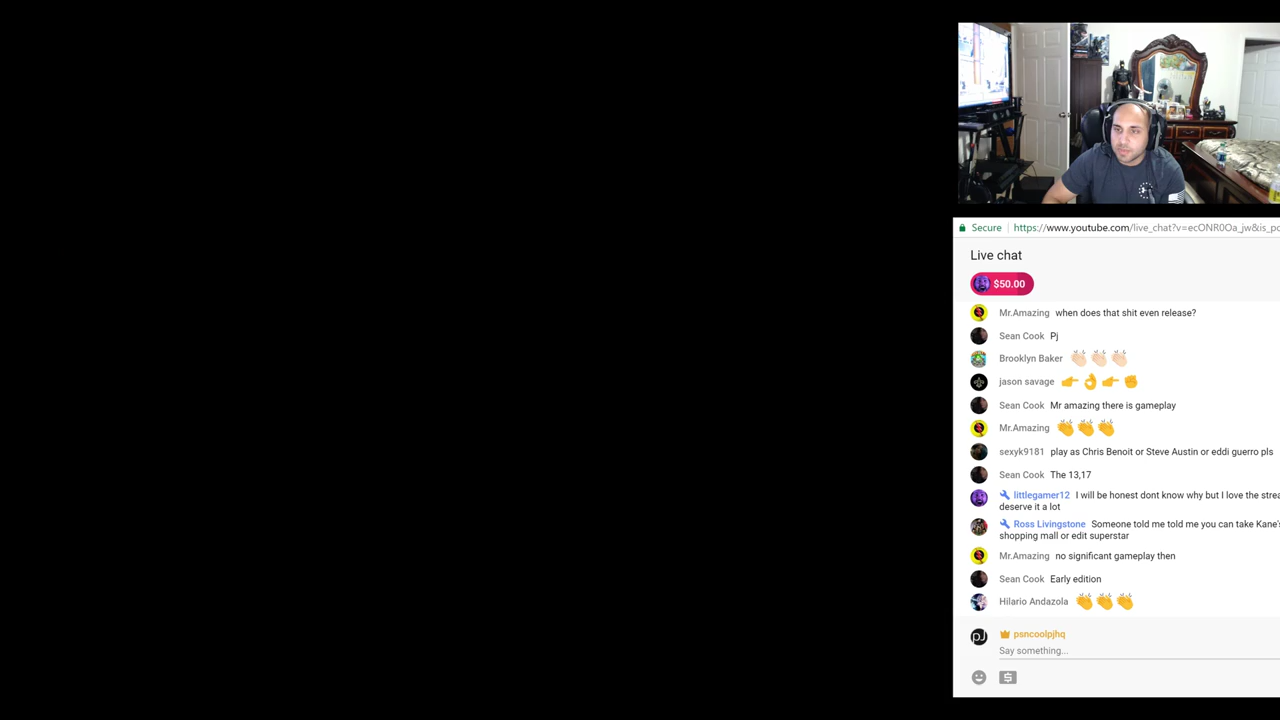 Secure https://www.youtube.com/live_chat?v=ecONR0Oa_jw&is_p
Live chat
$50.00
Mr.Amazing when does that shit even release?
Sean Cook Pj
Brooklyn Baker 👏🏻👏🏻👏🏻
jason savage 👉👌👉✊
Sean Cook Mr amazing there is gameplay
Mr.Amazing 👏👏👏
sexyk9181 play as Chris Benoit or Steve Austin or eddi guerro pls
Sean Cook The 13,17
littlegamer12 I will be honest dont know why but I love the strea
deserve it a lot
Ross Livingstone Someone told me told me you can take Kane's
shopping mall or edit superstar
Mr.Amazing no significant gameplay then
Sean Cook Early edition
Hilario Andazola 👏👏👏
pJ
psncoolpjhq
Say something...